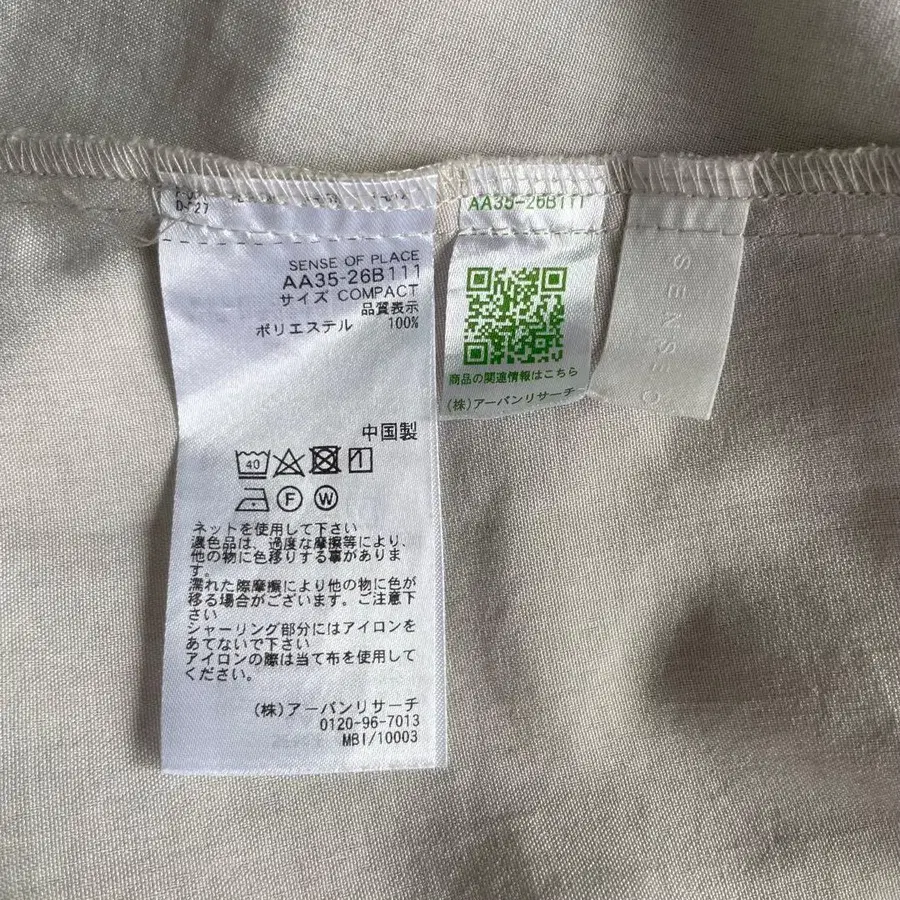 SENSE OF PLACE
AA35-26B111
サイズ COMPACT
品質表示
ポリエステル 100%
中国製
40
F W
ネットを使用して下さい
濃色品は、過度な摩擦等により、
他の物に色移りする事がありま
す。
濡れた際摩擦により他の物に色が
移る場合がございます。ご注意下
さい
シャーリング部分にはアイロンを
あてないで下さい
アイロンの際は当て布を使用して
ください。
(株)アーバンリサーチ
0120-96-7013
MBI/10003
AA35-26B111
商品の関連情報はこちら
(株)アーバンリサーチ
SENSE O